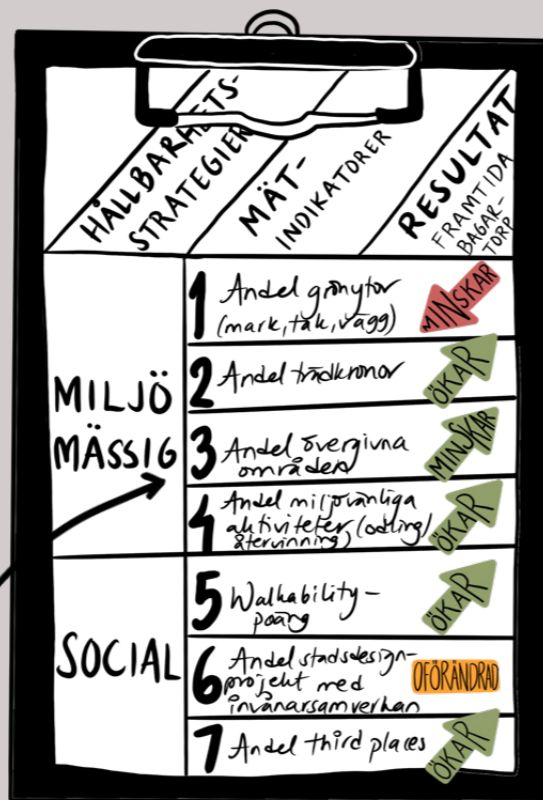 HÅLLBARHETS-
STRATEGIER
MÄT-
INDIKATORER
RESULTAT
FRAMTIDA
BAGAR-
TORP
MILJÖ
MÄSSIG
1 Andel grönytor
(mark, tak, vägg)
MINSKAR
2 Andel trädkronor
ÖKAR
3 Andel övergivna
områden
MINSKAR
4 Andel miljövänliga
aktiviteter (odling/
återvinning)
ÖKAR
SOCIAL
5 Walkability-
poäng
ÖKAR
6 Andel stadsdesign-
projekt med
invånarsamverkan
OFÖRÄNDRAD
7 Andel third places
ÖKAR